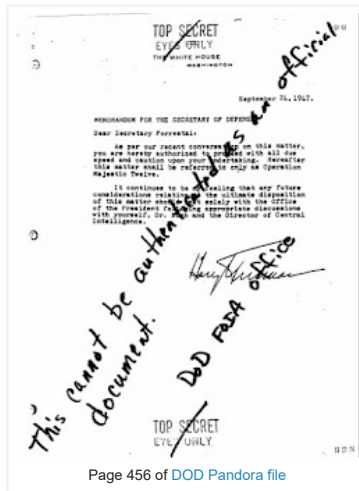 TOP SECRET
EYES ONLY
THE WHITE HOUSE
WASHINGTON
September 24, 1947.
MEMORANDUM FOR THE SECRETARY OF DEFENSE
Dear Secretary Forrestal:
As per our recent conversation on this matter,
you are hereby authorized to proceed with all due
speed and caution upon your undertaking. Hereafter
this matter shall be referred to only as Operation
Majestic Twelve.
It continues to be my feeling that any future
considerations relative to the ultimate disposition
of this matter should rest solely with the Office
of the President following appropriate discussions
with yourself, Dr. Bush and the Director of Central
Intelligence.
Harry Truman
This cannot be authenticated as an official
document.
DoD FOIA office
TOP SECRET
EYES ONLY
Page 456 of DOD Pandora file